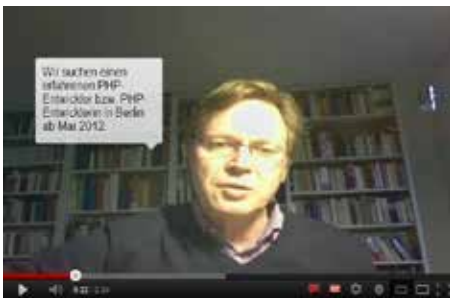 Wir suchen einen
erfahrenen PHP-
Entwickler bzw. PHP-
Entwicklerin in Berlin
ab Mai 2012.